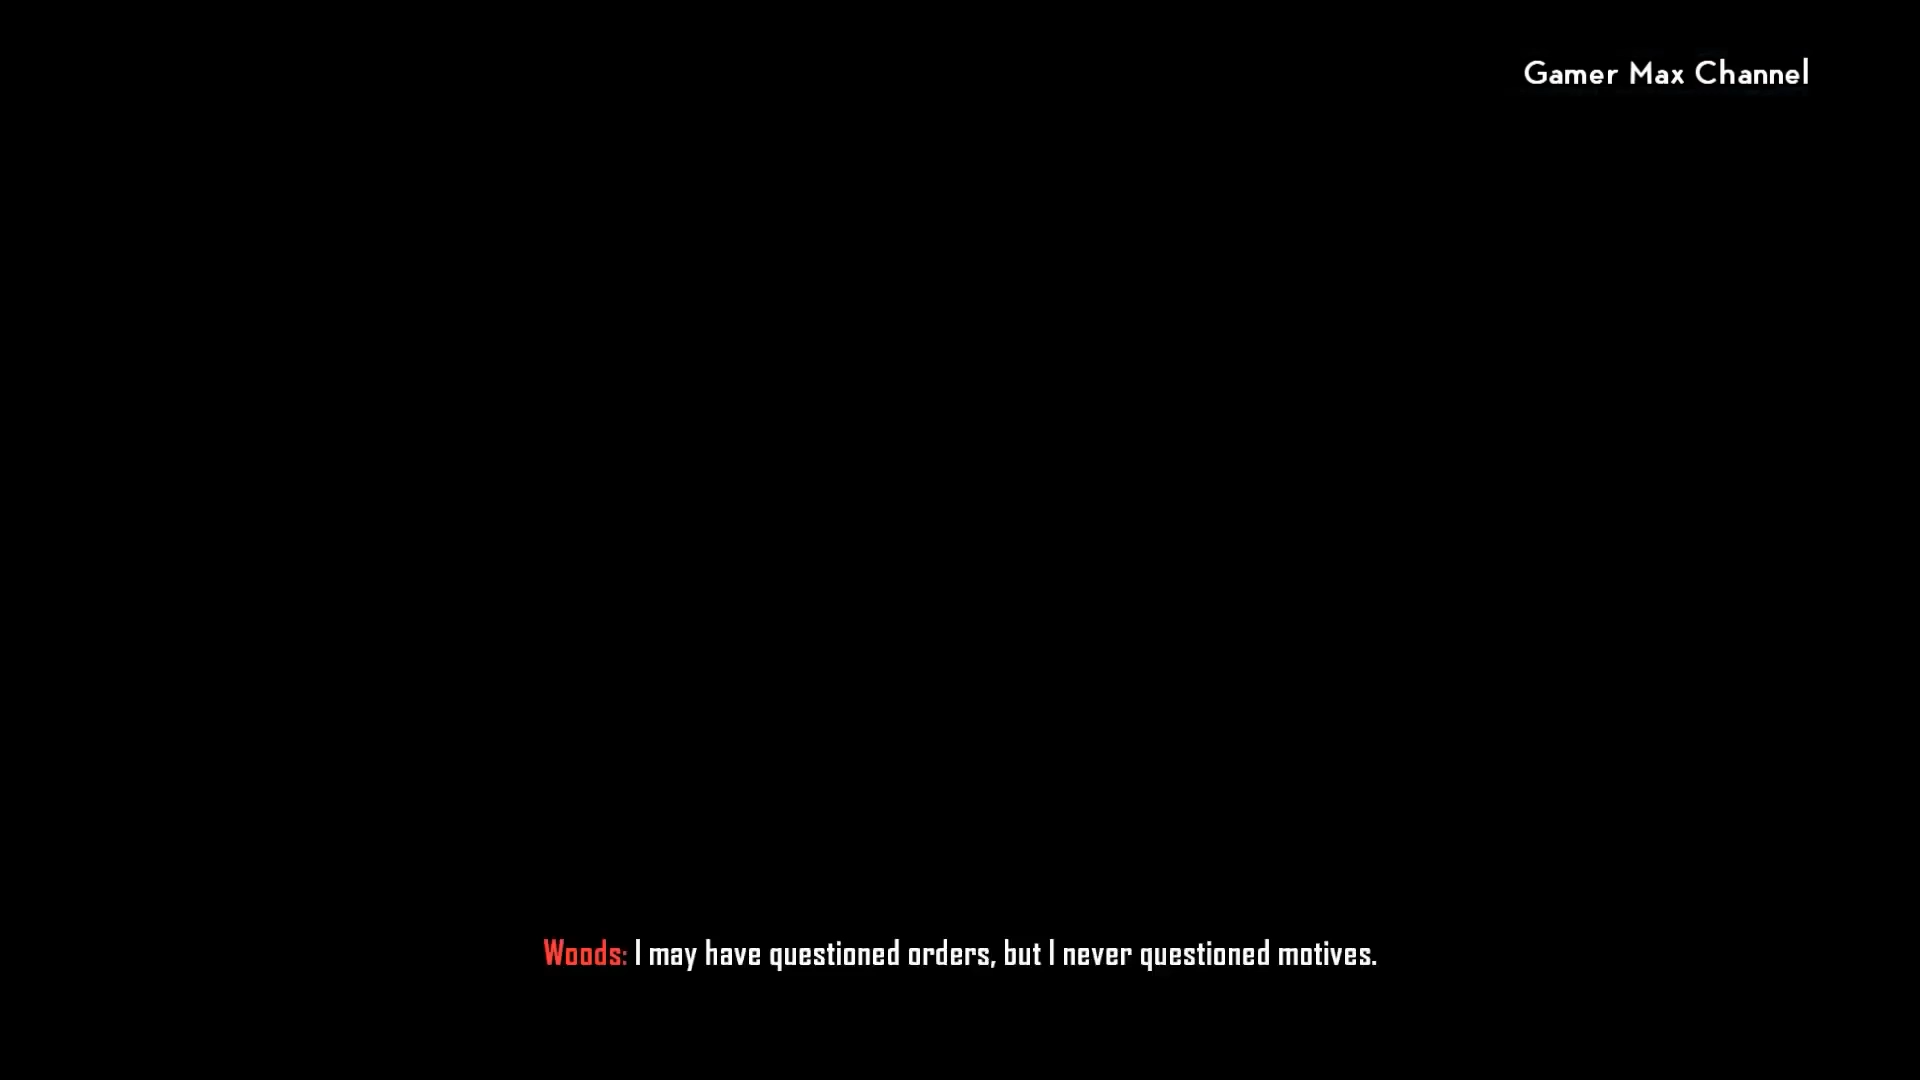 Gamer Max Channel
Woods: I may have questioned orders, but I never questioned motives.